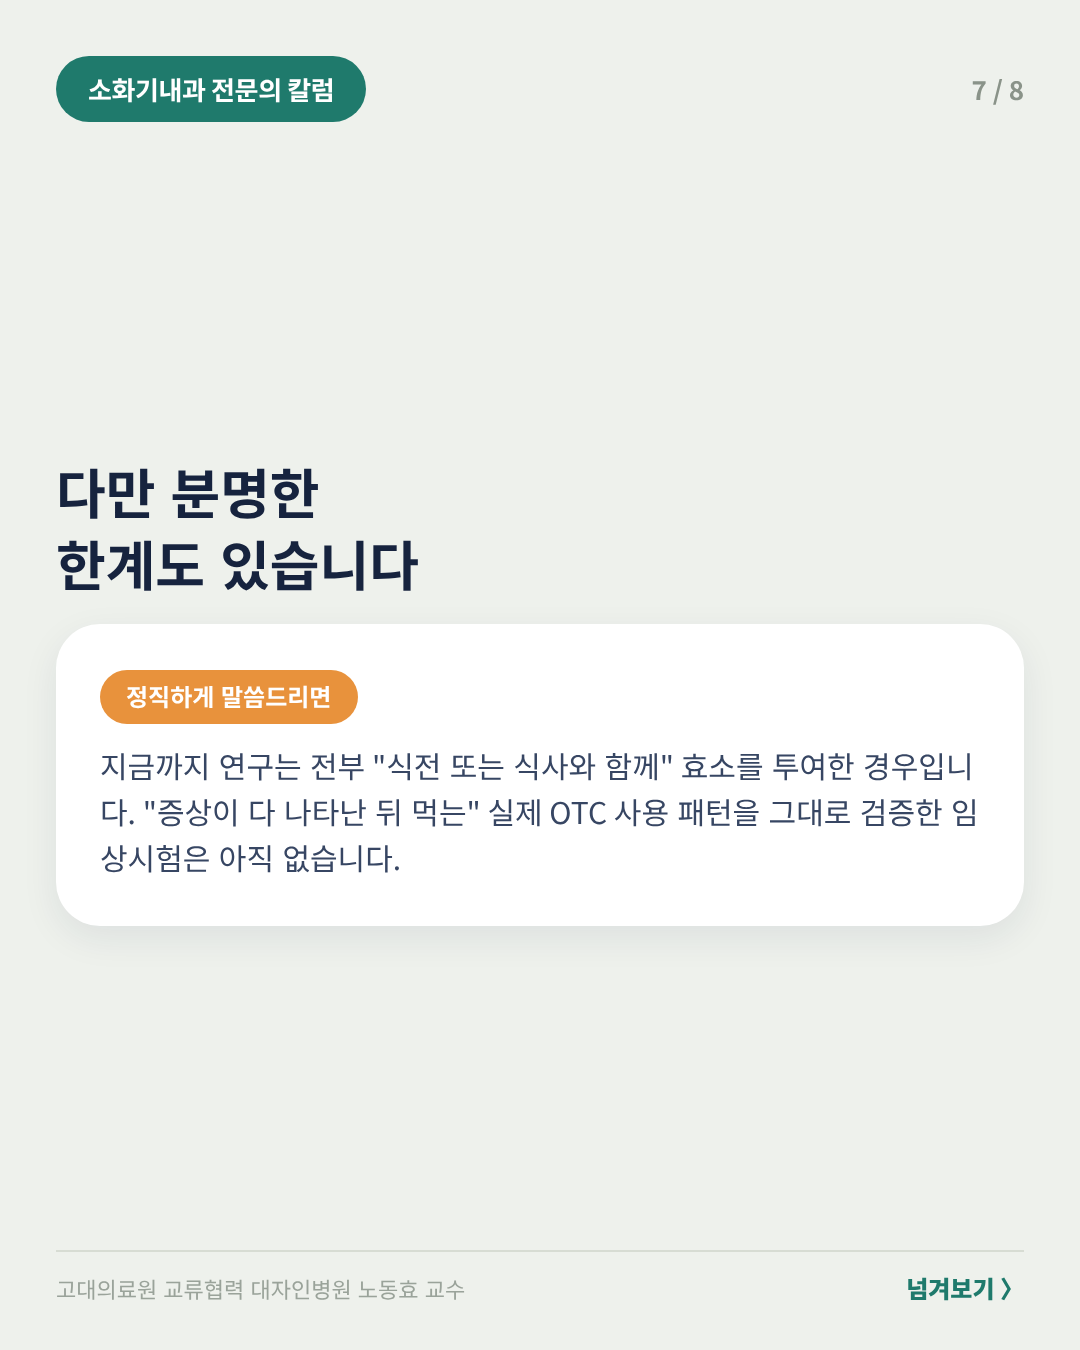 소화기내과 전문의 칼럼
7 / 8
다만 분명한
한계도 있습니다
정직하게 말씀드리면
지금까지 연구는 전부 "식전 또는 식사와 함께" 효소를 투여한 경우입니
다. "증상이 다 나타난 뒤 먹는" 실제 OTC 사용 패턴을 그대로 검증한 임
상시험은 아직 없습니다.
고대의료원 교류협력 대자인병원 노동효 교수
넘겨보기 〉